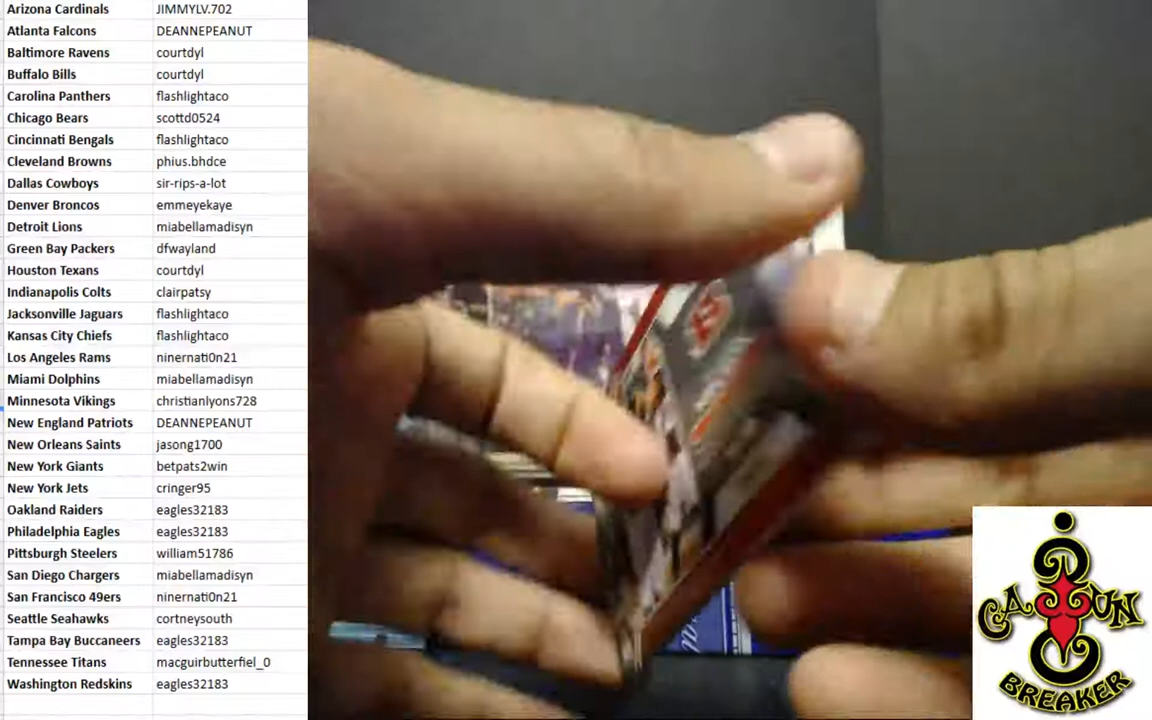 Arizona Cardinals JIMMYLV.702
Atlanta Falcons DEANNEPEANUT
Baltimore Ravens courtdyl
Buffalo Bills courtdyl
Carolina Panthers flashlightaco
Chicago Bears scottd0524
Cincinnati Bengals flashlightaco
Cleveland Browns phius.bhdce
Dallas Cowboys sir-rips-a-lot
Denver Broncos emmeyekaye
Detroit Lions miabellamadisyn
Green Bay Packers dfwayland
Houston Texans courtdyl
Indianapolis Colts clairpatsy
Jacksonville Jaguars flashlightaco
Kansas City Chiefs flashlightaco
Los Angeles Rams ninernati0n21
Miami Dolphins miabellamadisyn
Minnesota Vikings christianlyons728
New England Patriots DEANNEPEANUT
New Orleans Saints jasong1700
New York Giants betpats2win
New York Jets cringer95
Oakland Raiders eagles32183
Philadelphia Eagles eagles32183
Pittsburgh Steelers william51786
San Diego Chargers miabellamadisyn
San Francisco 49ers ninernati0n21
Seattle Seahawks cortneysouth
Tampa Bay Buccaneers eagles32183
Tennessee Titans macguirbutterfiel_0
Washington Redskins eagles32183
CAJUN
BREAKER